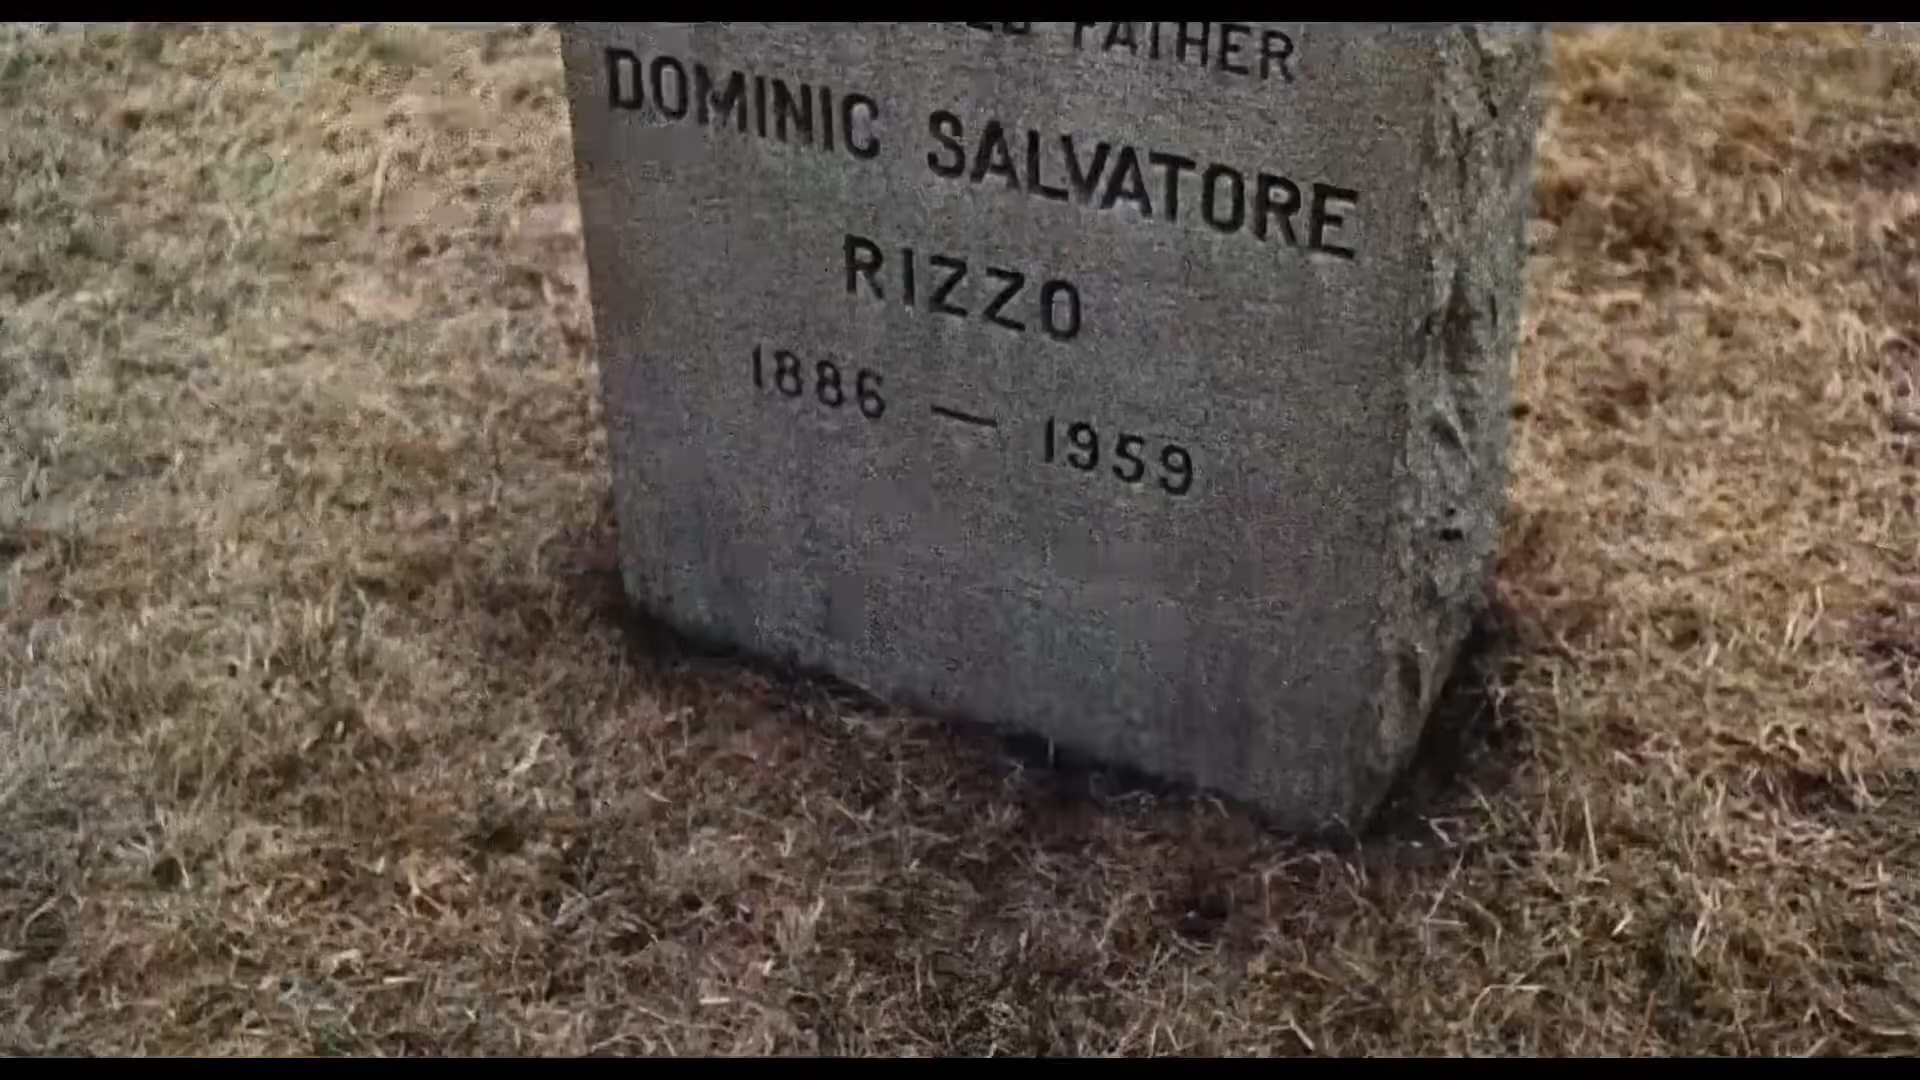 FATHER
DOMINIC SALVATORE
RIZZO
1886 — 1959